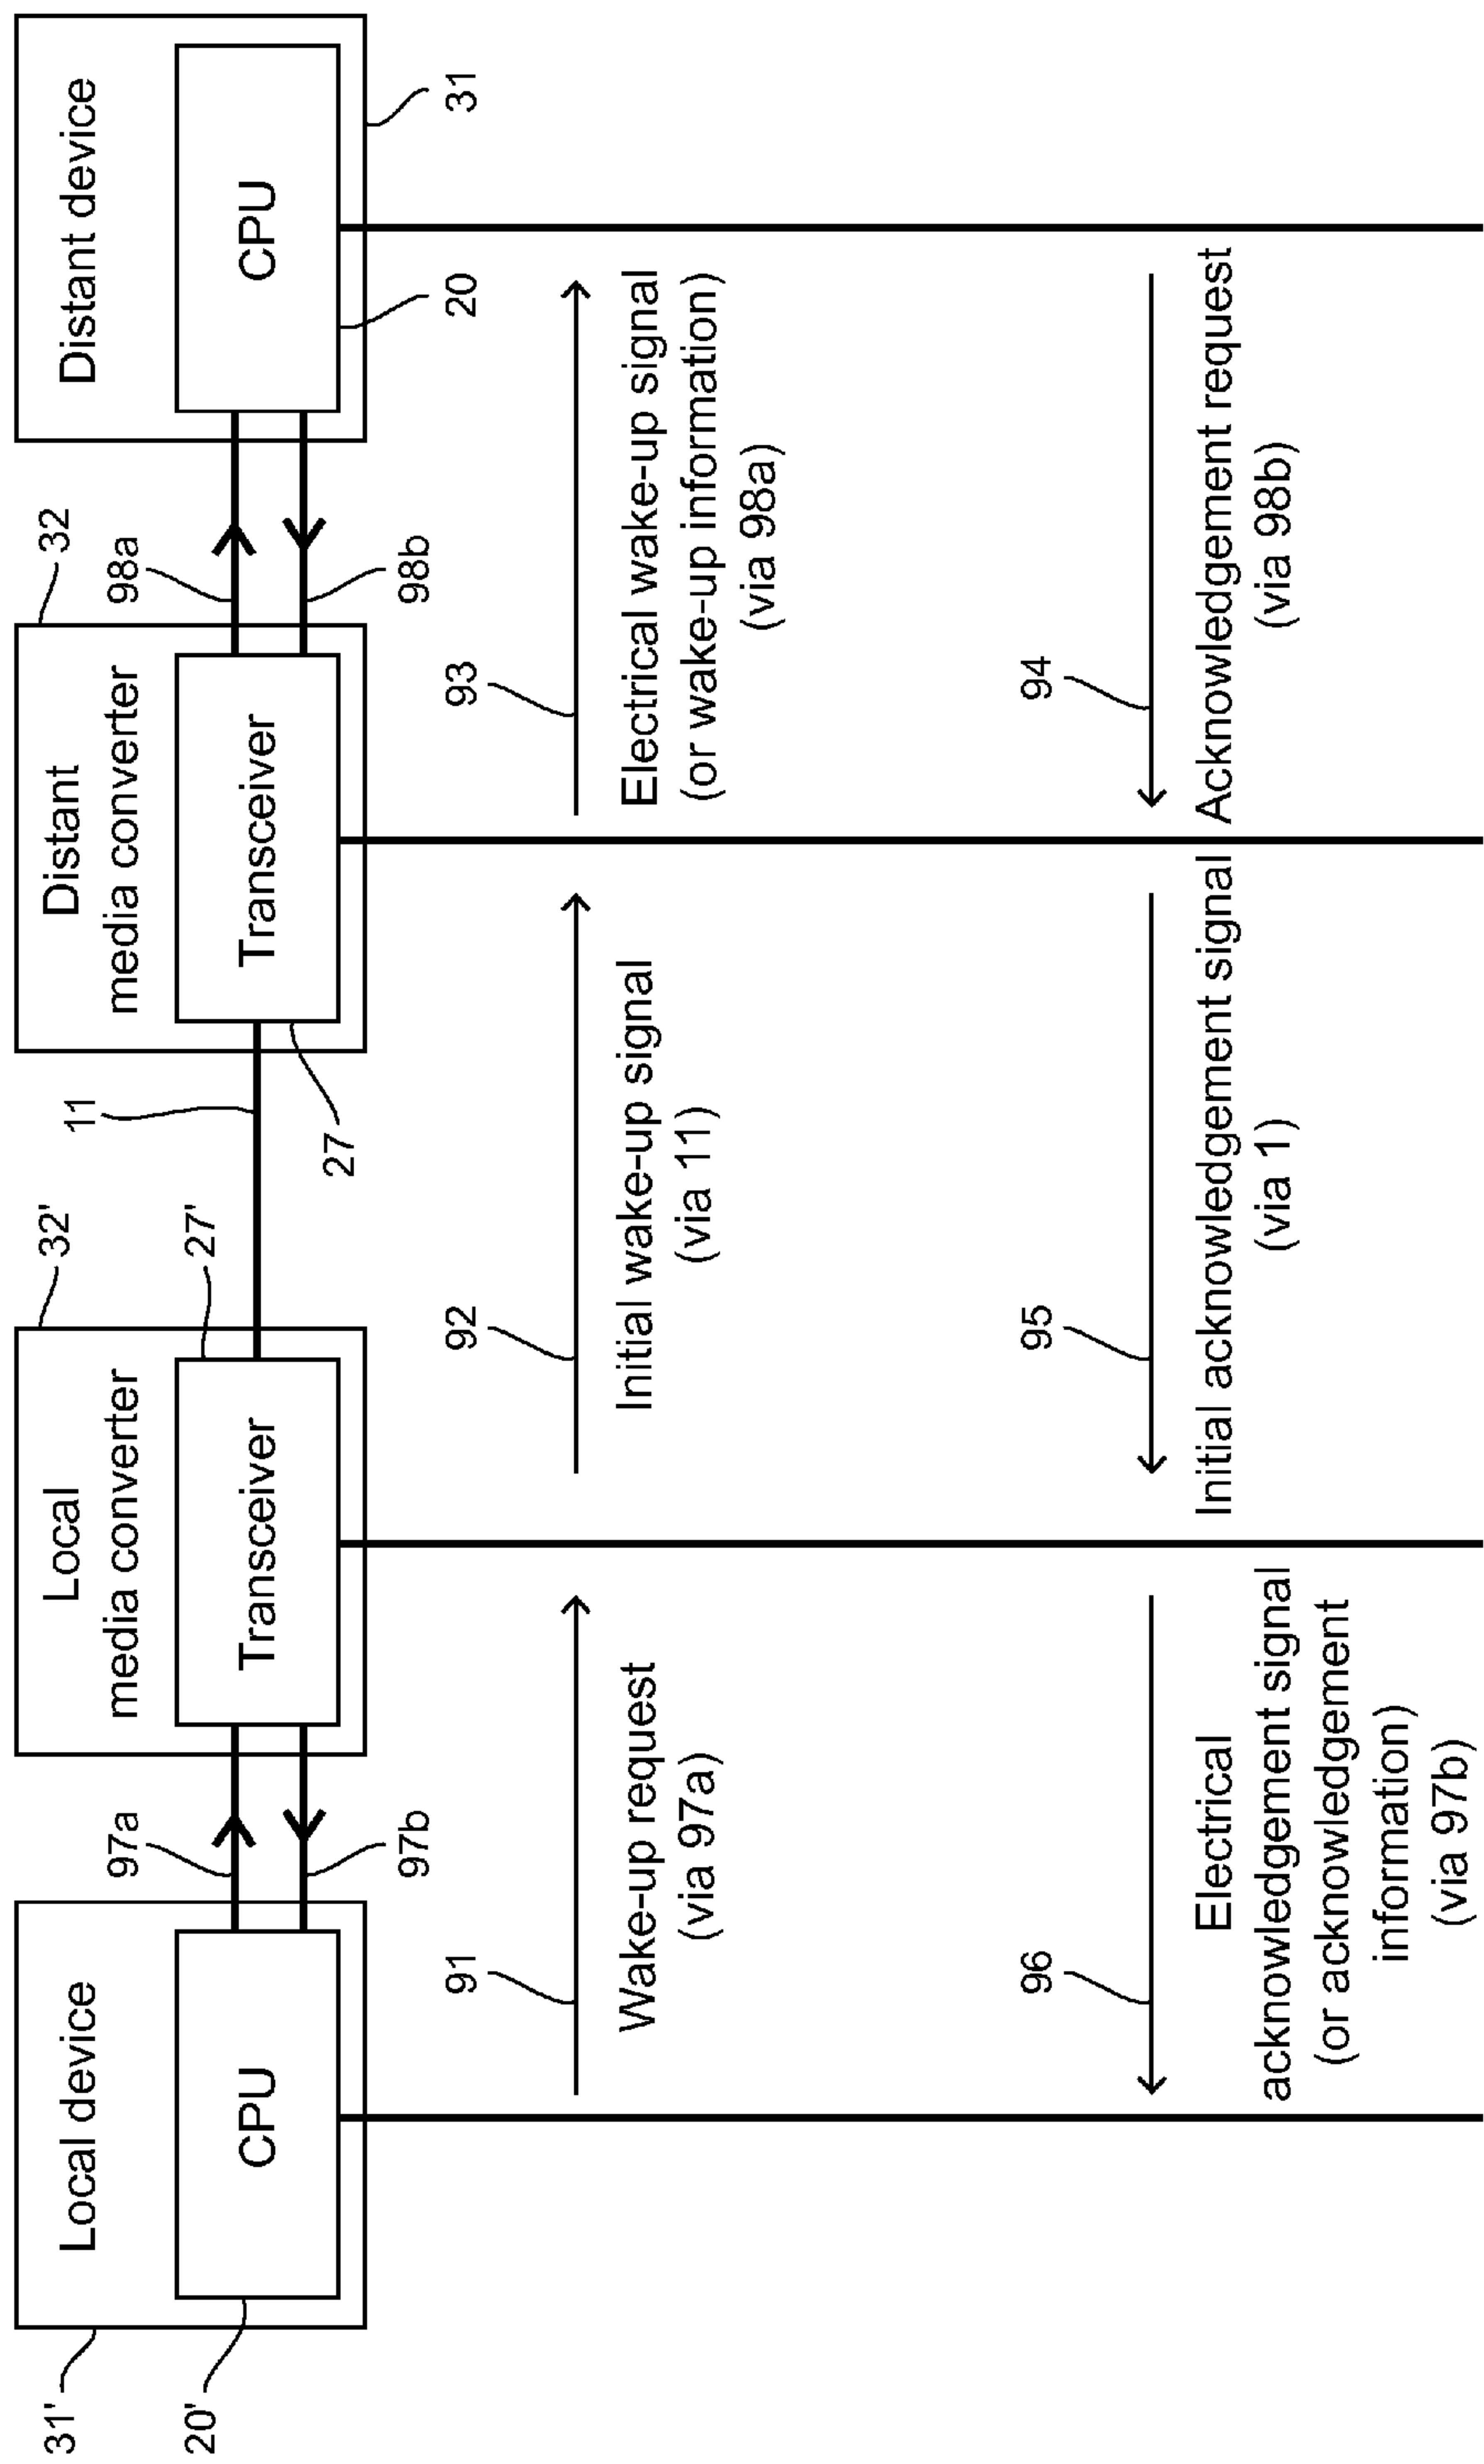 31'
Local device
20'
CPU
97a
97b
32'
Local
media converter
27'
Transceiver
11
27
Distant
media converter
Transceiver
32
98a
98b
Distant device
CPU
20
31
91
Wake-up request
(via 97a)
92
Initial wake-up signal
(via 11)
93
Electrical wake-up signal
(or wake-up information)
(via 98a)
96
Electrical
acknowledgement signal
(or acknowledgement
information)
(via 97b)
95
Initial acknowledgement signal
(via 1)
94
Acknowledgement request
(via 98b)